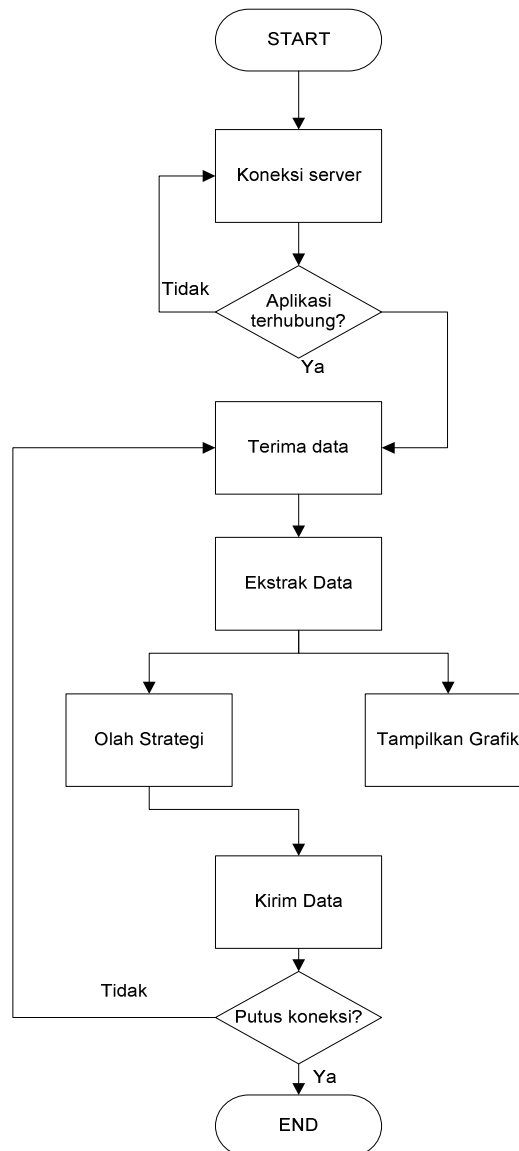 START
Koneksi server
Tidak
Aplikasi
terhubung?
Ya
Terima data
Ekstrak Data
Olah Strategi
Tampilkan Grafik
Kirim Data
Tidak
Putus koneksi?
Ya
END